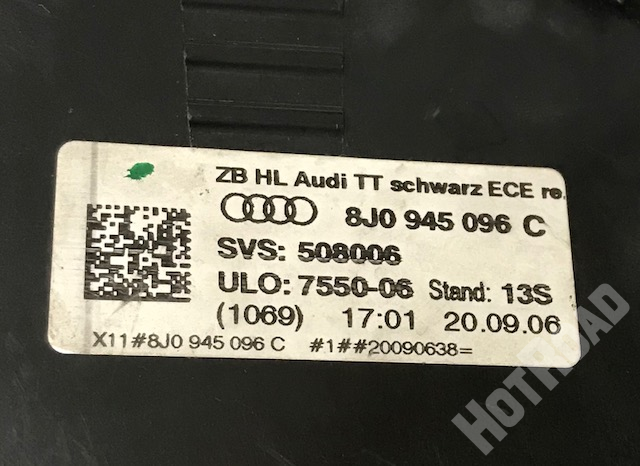 ZB HL Audi TT schwarz ECE re.
8J0 945 096 C
SVS: 508006
ULO: 7550-06 Stand: 13S
(1069) 17:01 20.09.06
X11#8J0 945 096 C #1##20090638=
HOTROAD